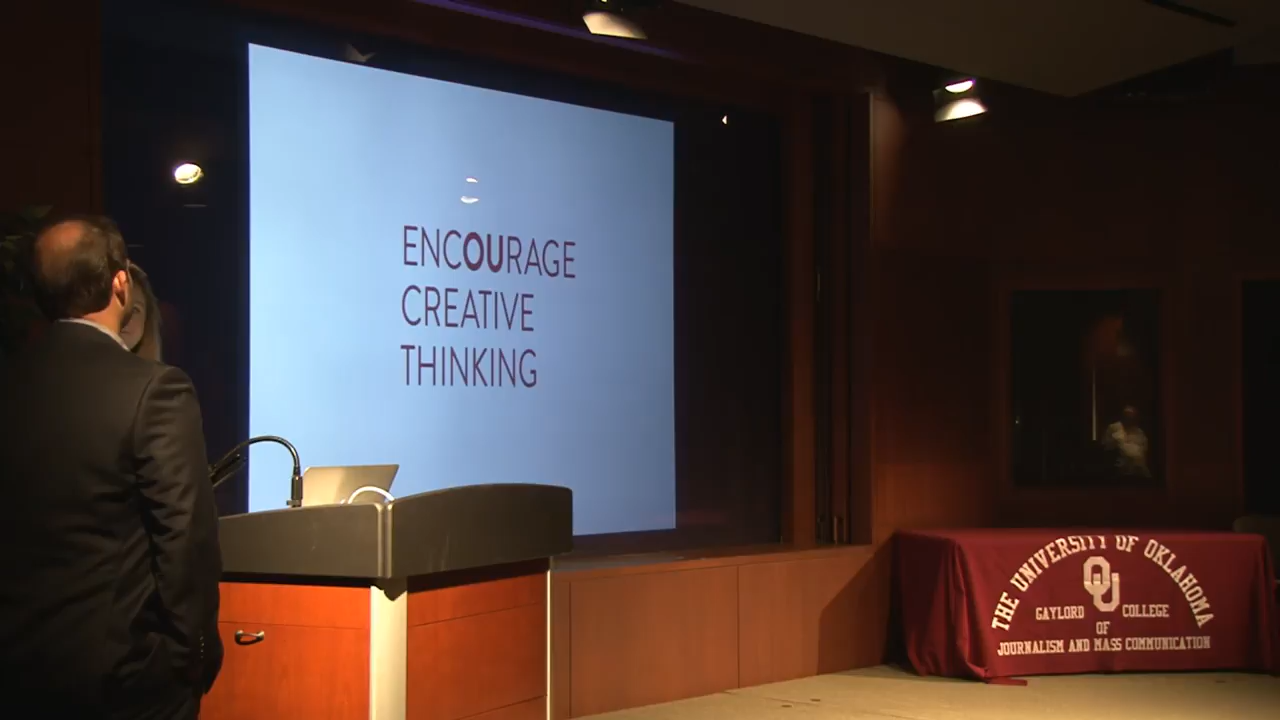 ENCOURAGE
CREATIVE
THINKING
THE UNIVERSITY OF OKLAHOMA
OU
GAYLORD COLLEGE
OF
JOURNALISM AND MASS COMMUNICATION